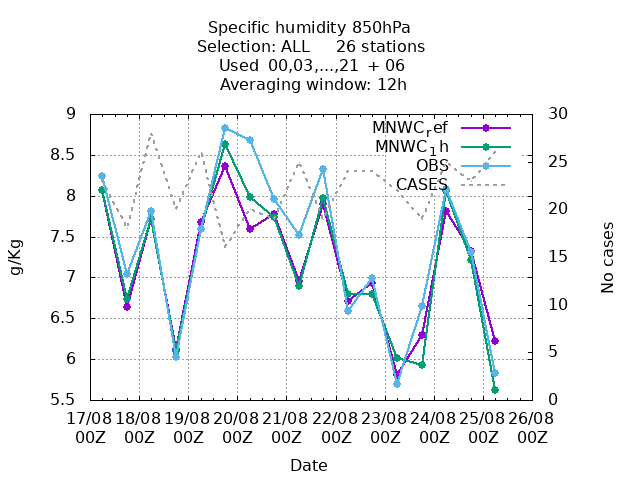 Specific humidity 850hPa
Selection: ALL     26 stations
Used  00,03,...,21  + 06
Averaging window: 12h
g/Kg
9
8.5
8
7.5
7
6.5
6
5.5
30
25
20
15
10
5
0
No cases
MNWC_ref
MNWC_1h
OBS
CASES
17/08 18/08 19/08 20/08 21/08 22/08 23/08 24/08 25/08 26/08
00Z 00Z 00Z 00Z 00Z 00Z 00Z 00Z 00Z 00Z
Date